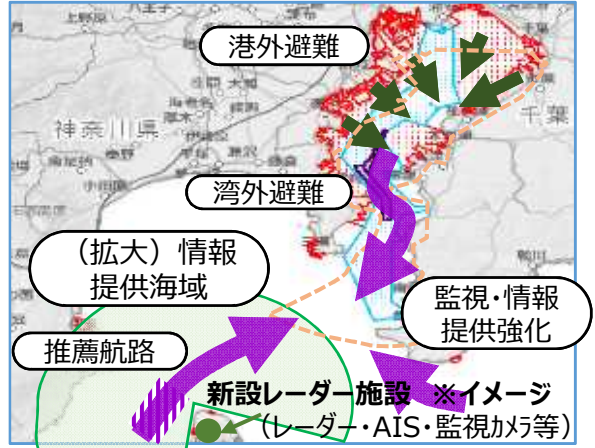 港外避難
千葉
神奈川県
湾外避難
（拡大）情報
提供海域
監視･情報
提供強化
推薦航路
新設レーダー施設　※イメージ
（レーダー・AIS・監視ｶﾒﾗ等）